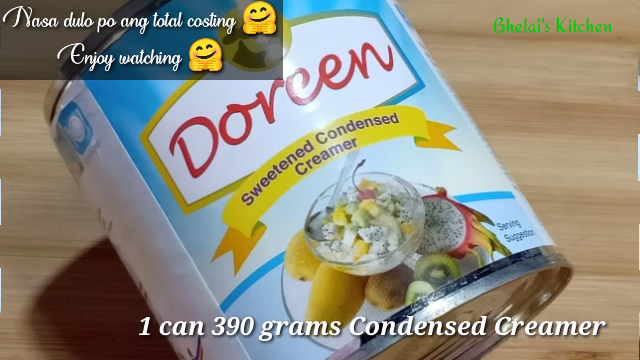 Nasa dulo po ang total costing 🤗
Enjoy watching 🤗
Bhelai's Kitchen
Doreen
Sweetened Condensed
Creamer
Serving
Suggestion
1 can 390 grams Condensed Creamer